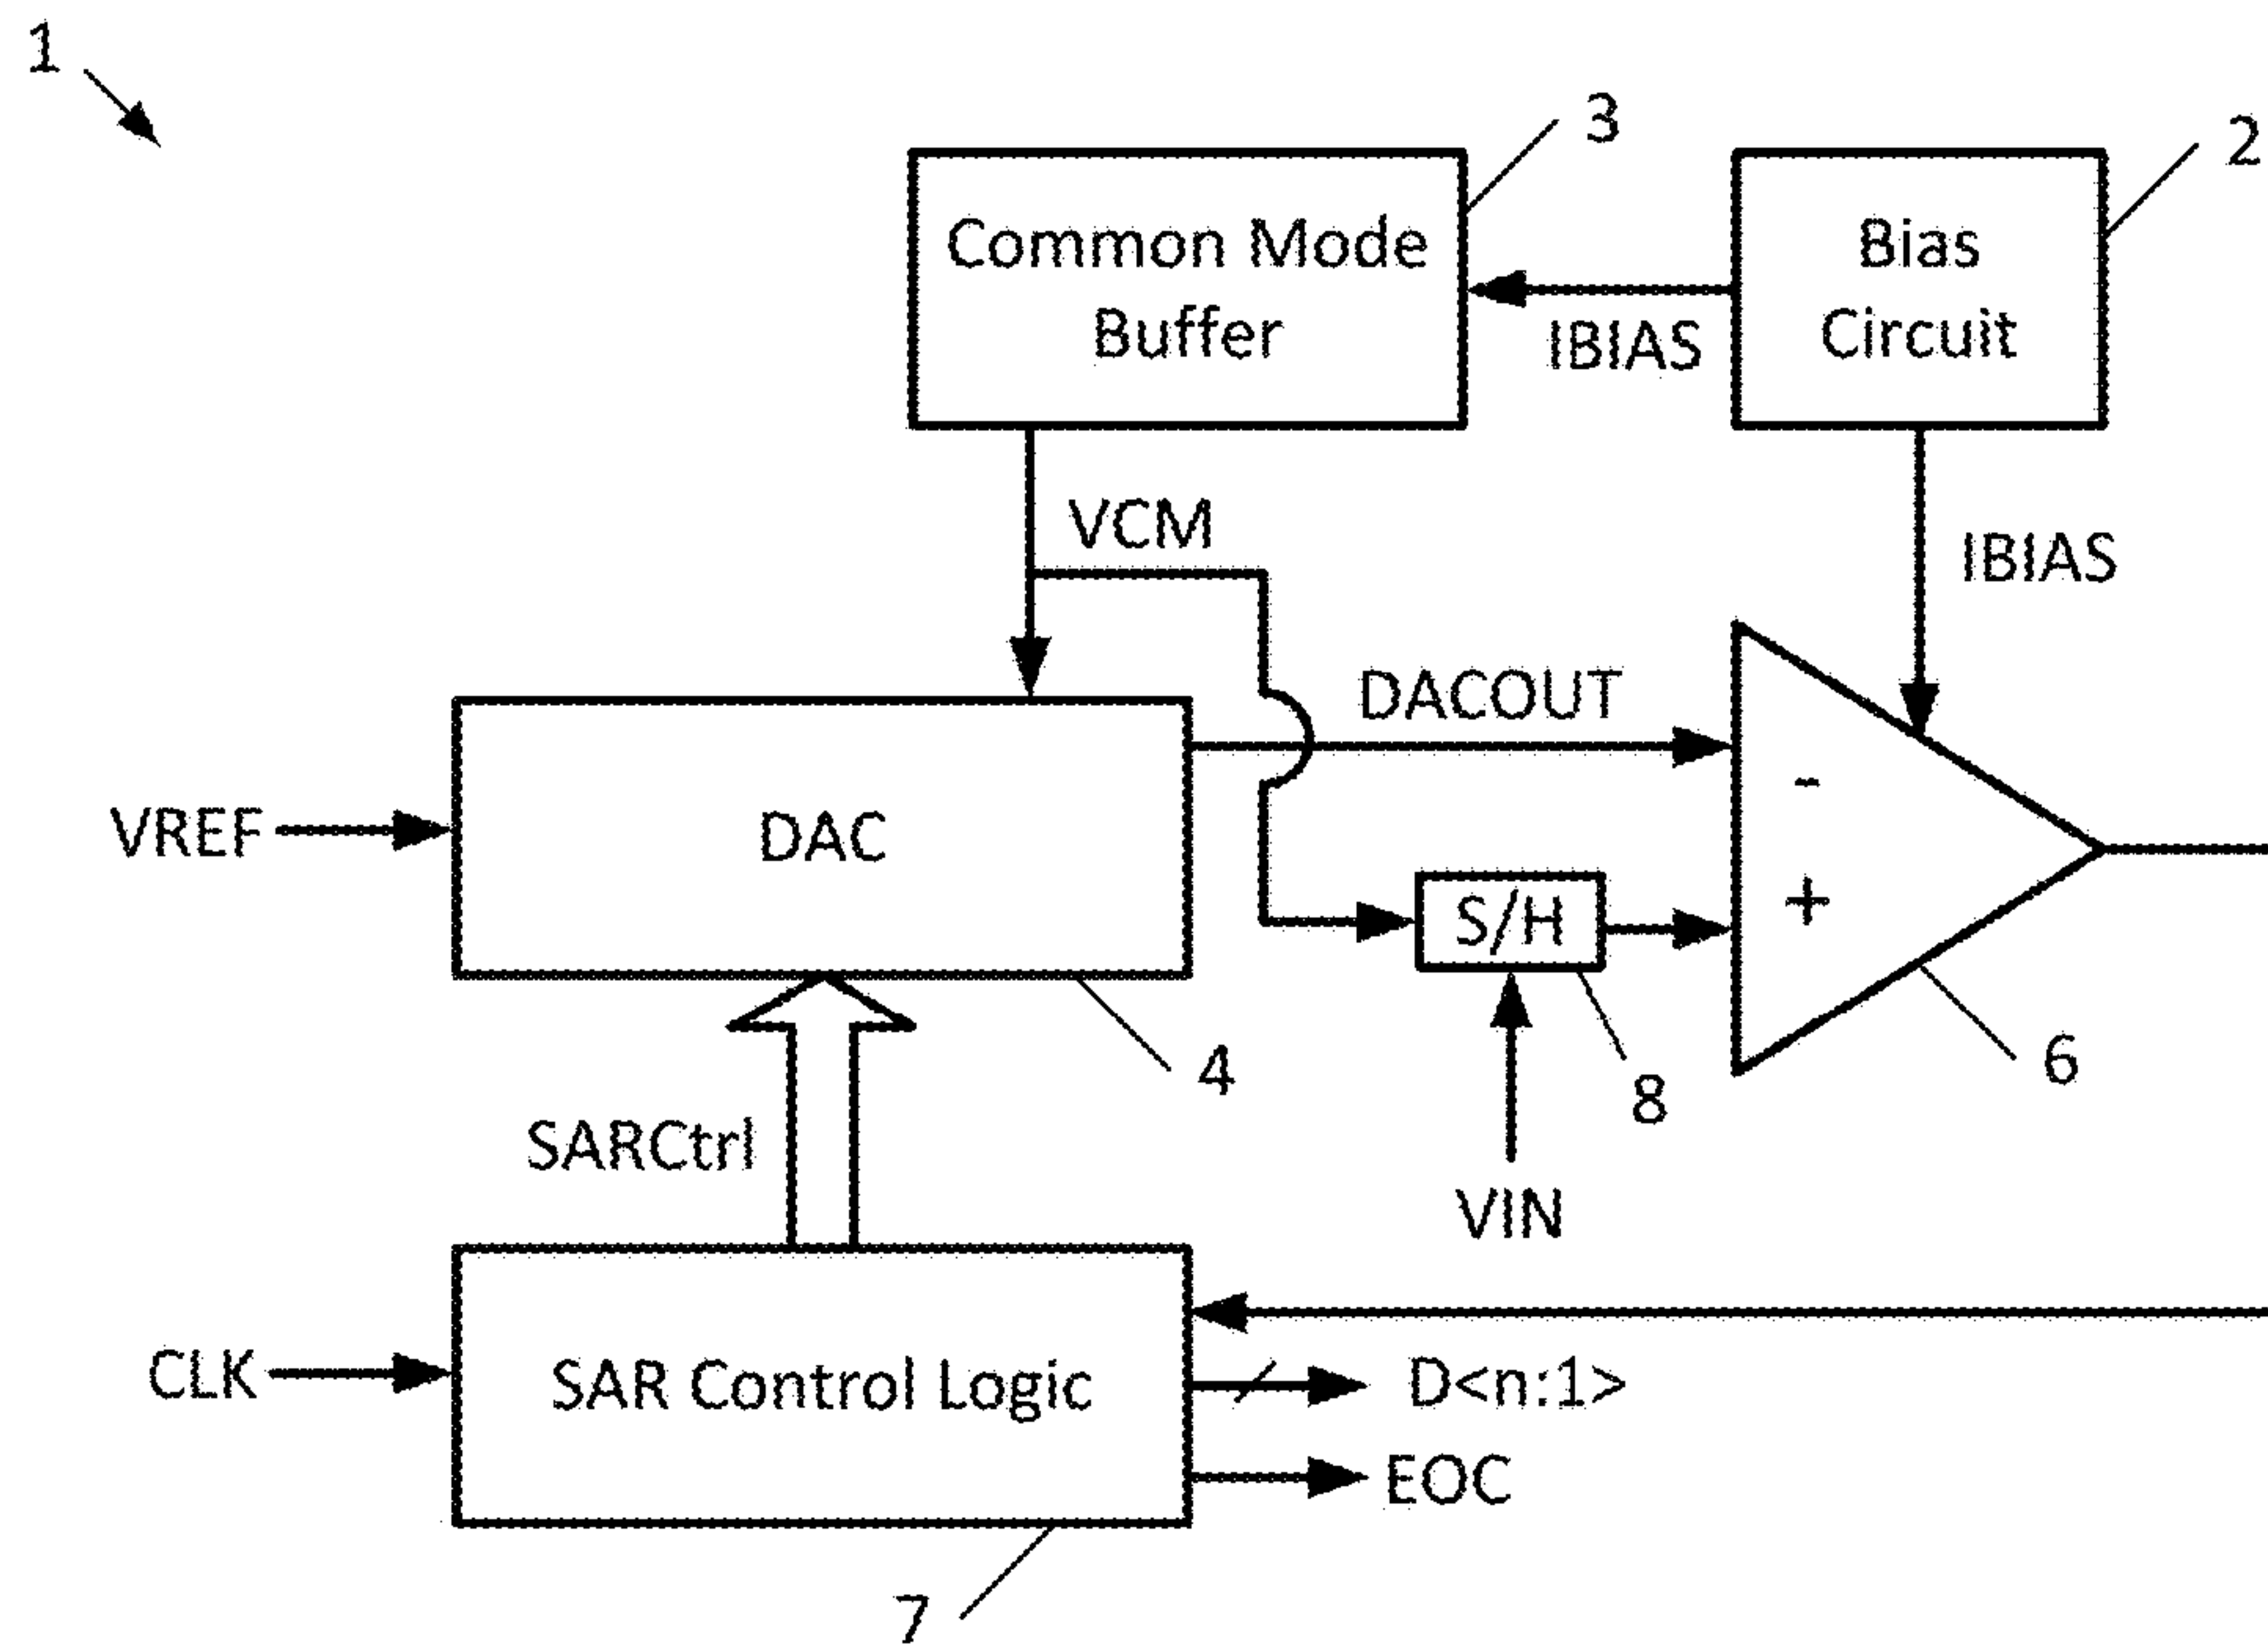 1
3
2
Common Mode
Buffer
Bias
Circuit
IBIAS
VCM
IBIAS
DACOUT
VREF
DAC
-
+
S/H
4
8
6
SARCtrl
VIN
CLK
SAR Control Logic
D<n:1>
EOC
7